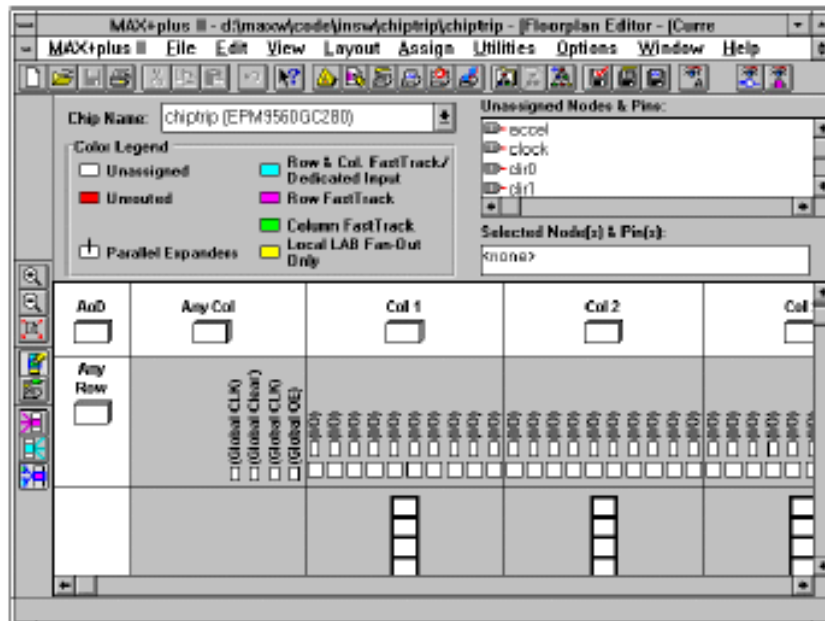 MAX+plus II - d:\maxw\code\insw\chiptrip\chiptrip - [Floorplan Editor - (Curre
MAX+plus II File Edit View Layout Assign Utilities Options Window Help
Chip Name: chiptrip (EPM9560GC280)
Unassigned Nodes & Pins:
accel
clock
dir0
dir1
Color Legend
Unassigned
Unrouted
Parallel Expanders
Row & Col. FastTrack/
Dedicated Input
Row FastTrack
Column FastTrack
Local LAB Fan-Out
Only
Selected Node(s) & Pin(s):
<none>
Any Col
Col 1
Col 2
Col
Any
Row
(Global CLK)
(Global Clear)
(Global CLK)
(Global OE)